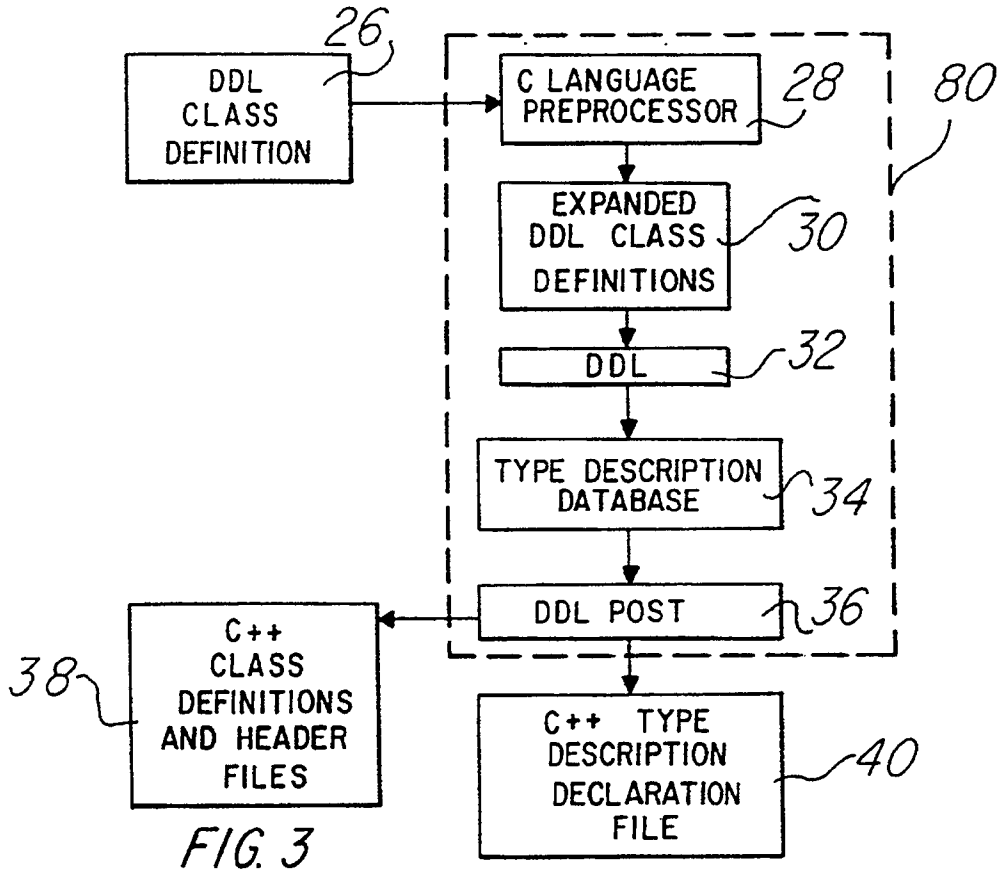 26
DDL
CLASS
DEFINITION
C LANGUAGE
PREPROCESSOR
28
80
EXPANDED
DDL CLASS
DEFINITIONS
30
DDL
32
TYPE DESCRIPTION
DATABASE
34
DDL POST
36
38
C++
CLASS
DEFINITIONS
AND HEADER
FILES
C++ TYPE
DESCRIPTION
DECLARATION
FILE
40
FIG. 3